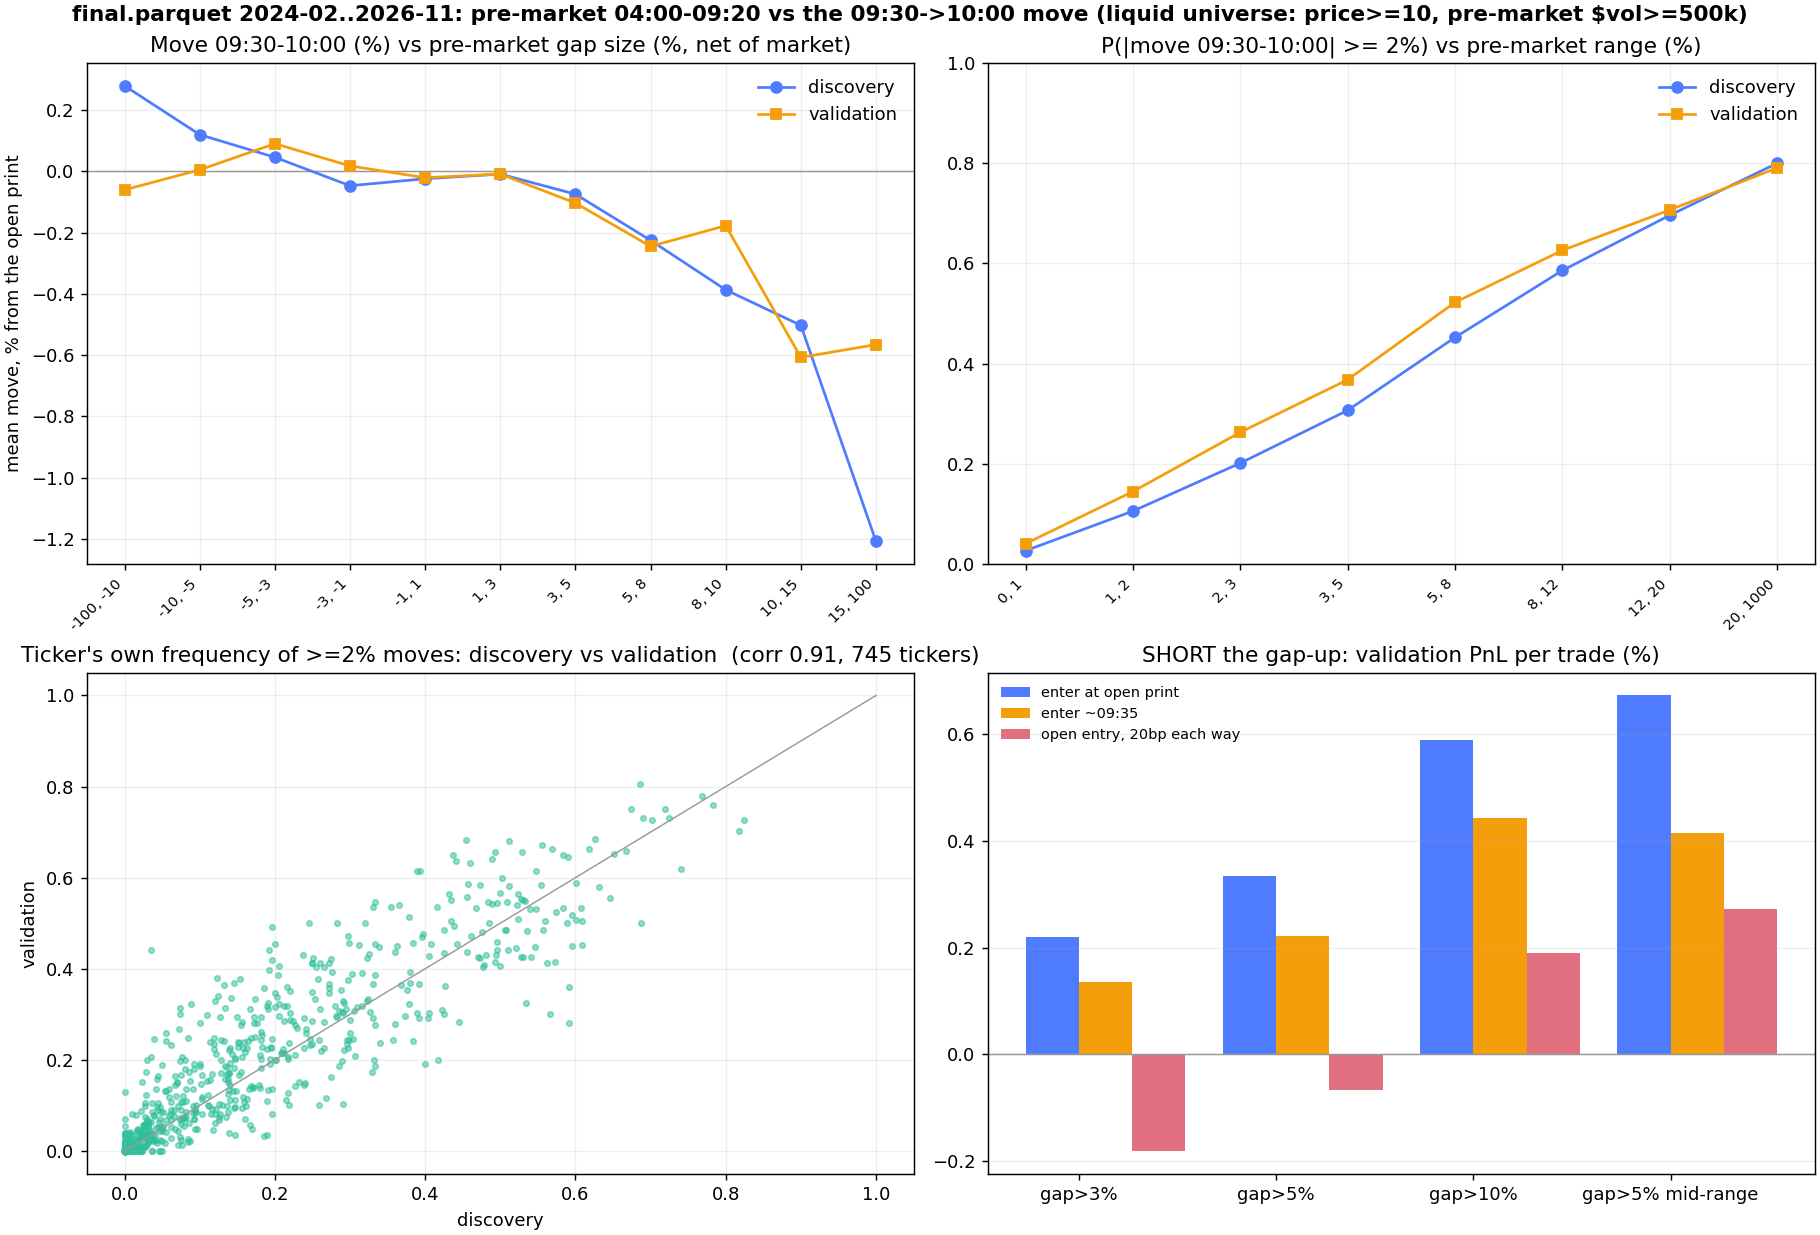 final.parquet 2024-02..2026-11: pre-market 04:00-09:20 vs the 09:30->10:00 move (liquid universe: price>=10, pre-market $vol>=500k)
Move 09:30-10:00 (%) vs pre-market gap size (%, net of market)
mean move, % from the open print
0.2
0.0
−0.2
−0.4
−0.6
−0.8
−1.0
−1.2
discovery
validation
-100, -10
-10, -5
-5, -3
-3, -1
-1, 1
1, 3
3, 5
5, 8
8, 10
10, 15
15, 100
P(|move 09:30-10:00| >= 2%) vs pre-market range (%)
1.0
0.8
0.6
0.4
0.2
0.0
discovery
validation
0, 1
1, 2
2, 3
3, 5
5, 8
8, 12
12, 20
20, 1000
Ticker's own frequency of >=2% moves: discovery vs validation  (corr 0.91, 745 tickers)
validation
1.0
0.8
0.6
0.4
0.2
0.0
0.0
0.2
0.4
0.6
0.8
1.0
discovery
SHORT the gap-up: validation PnL per trade (%)
enter at open print
enter ~09:35
open entry, 20bp each way
0.6
0.4
0.2
0.0
−0.2
gap>3%
gap>5%
gap>10%
gap>5% mid-range